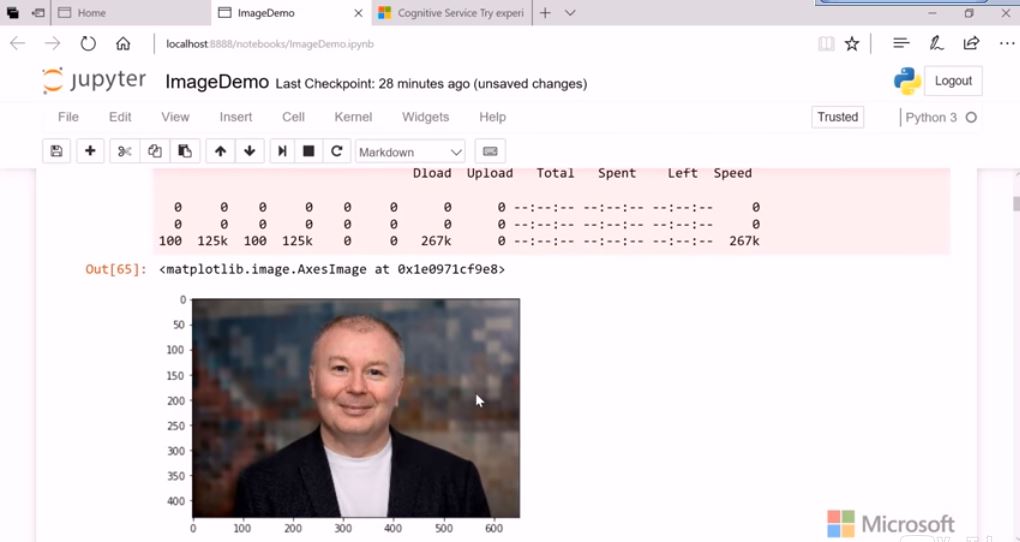 Home
ImageDemo
Cognitive Service Try experi
localhost:8888/notebooks/ImageDemo.ipynb
jupyter ImageDemo Last Checkpoint: 28 minutes ago (unsaved changes)
Logout
File Edit View Insert Cell Kernel Widgets Help
Trusted
Python 3
Markdown
Dload Upload Total Spent Left Speed
0 0 0 0 0 0 0 0 --:--:-- --:--:-- --:--:-- 0
0 0 0 0 0 0 0 0 --:--:-- --:--:-- --:--:-- 0
100 125k 100 125k 0 0 267k 0 --:--:-- --:--:-- --:--:-- 267k
Out[65]: <matplotlib.image.AxesImage at 0x1e0971cf9e8>
0
50
100
150
200
250
300
350
400
0 100 200 300 400 500 600
Microsoft